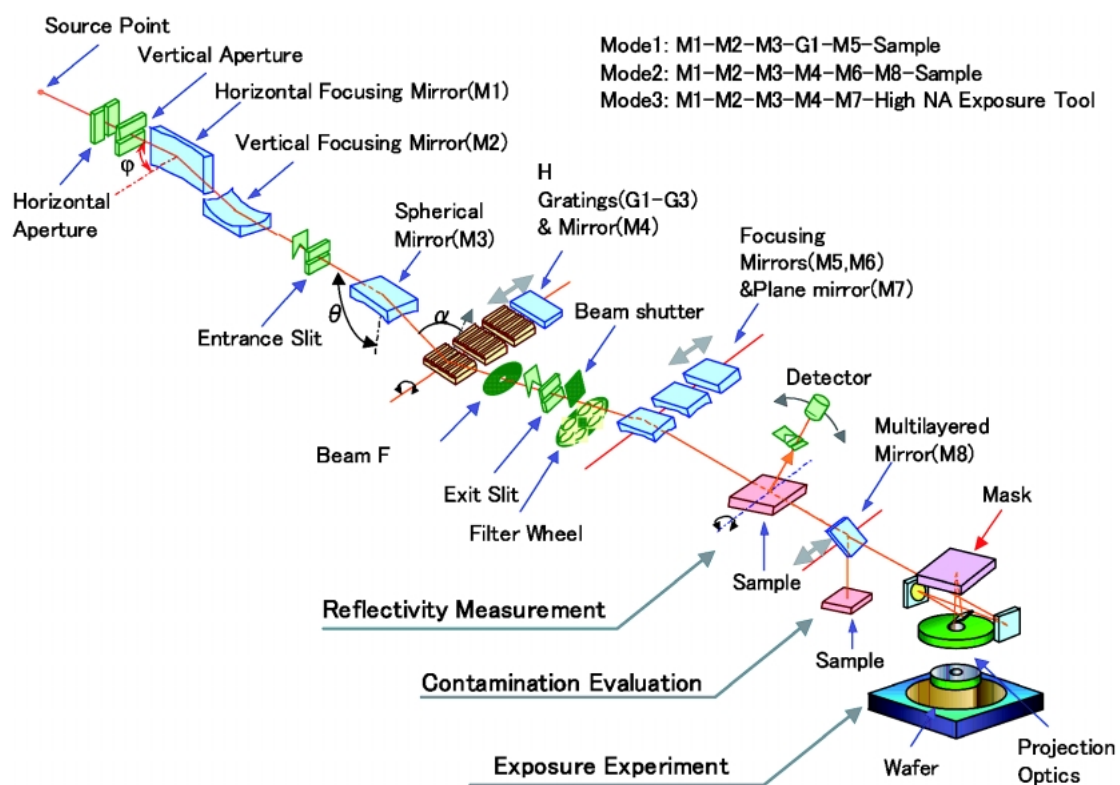 Source Point
Vertical Aperture
Horizontal Focusing Mirror(M1)
Vertical Focusing Mirror(M2)
Mode1: M1-M2-M3-G1-M5-Sample
Mode2: M1-M2-M3-M4-M6-M8-Sample
Mode3: M1-M2-M3-M4-M7-High NA Exposure Tool
φ
Horizontal
Aperture
H
Gratings(G1-G3)
& Mirror(M4)
Spherical
Mirror(M3)
Focusing
Mirrors(M5,M6)
&Plane mirror(M7)
Entrance Slit
θ
α
Beam shutter
Detector
Multilayered
Mirror(M8)
Beam F
Exit Slit
Filter Wheel
Mask
Sample
Reflectivity Measurement
Sample
Contamination Evaluation
Exposure Experiment
Wafer
Projection
Optics